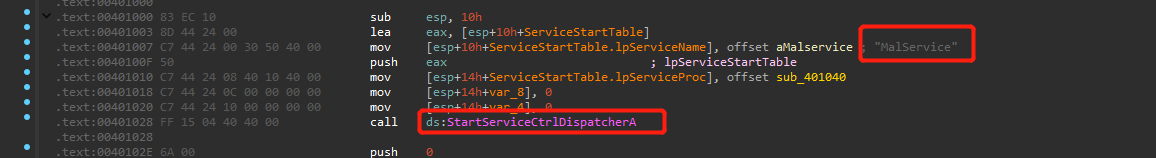 .text:00401000
.text:00401000 83 EC 10 sub esp, 10h
.text:00401003 8D 44 24 00 lea eax, [esp+10h+ServiceStartTable]
.text:00401007 C7 44 24 00 30 50 40 00 mov [esp+10h+ServiceStartTable.lpServiceName], offset aMalservice ; "MalService"
.text:0040100F 50 push eax ; lpServiceStartTable
.text:00401010 C7 44 24 08 40 10 40 00 mov [esp+14h+ServiceStartTable.lpServiceProc], offset sub_401040
.text:00401018 C7 44 24 0C 00 00 00 00 mov [esp+14h+var_8], 0
.text:00401020 C7 44 24 10 00 00 00 00 mov [esp+14h+var_4], 0
.text:00401028 FF 15 04 40 40 00 call ds:StartServiceCtrlDispatcherA
.text:00401028
.text:0040102E 6A 00 push 0